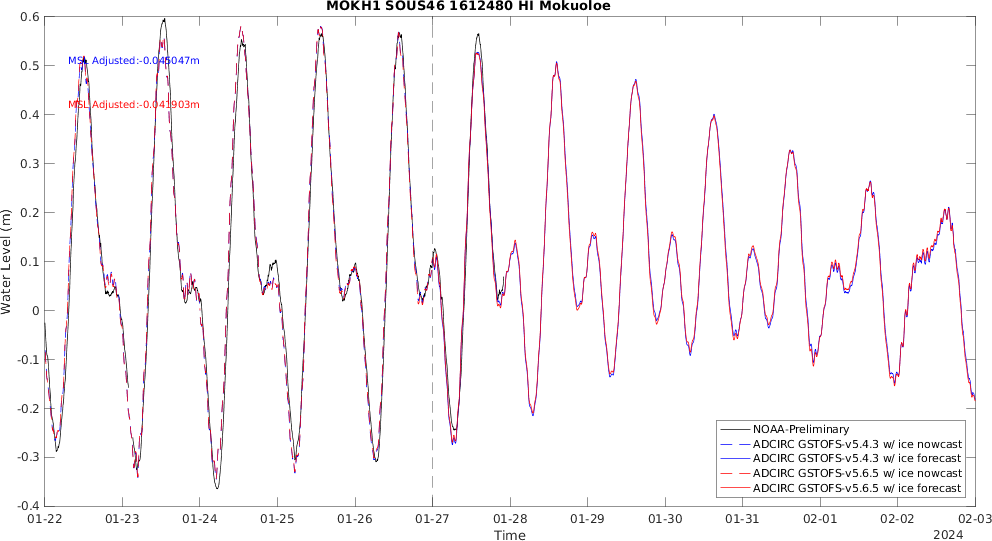 MOKH1 SOUS46 1612480 HI Mokuoloe
0.6
0.5
0.4
0.3
0.2
0.1
0
-0.1
-0.2
-0.3
-0.4
Water Level (m)
MSL Adjusted:-0.045047m
MSL Adjusted:-0.041903m
NOAA-Preliminary
ADCIRC GSTOFS-v5.4.3 w/ ice nowcast
ADCIRC GSTOFS-v5.4.3 w/ ice forecast
ADCIRC GSTOFS-v5.6.5 w/ ice nowcast
ADCIRC GSTOFS-v5.6.5 w/ ice forecast
01-22 01-23 01-24 01-25 01-26 01-27 01-28 01-29 01-30 01-31 02-01 02-02 02-03
Time
2024